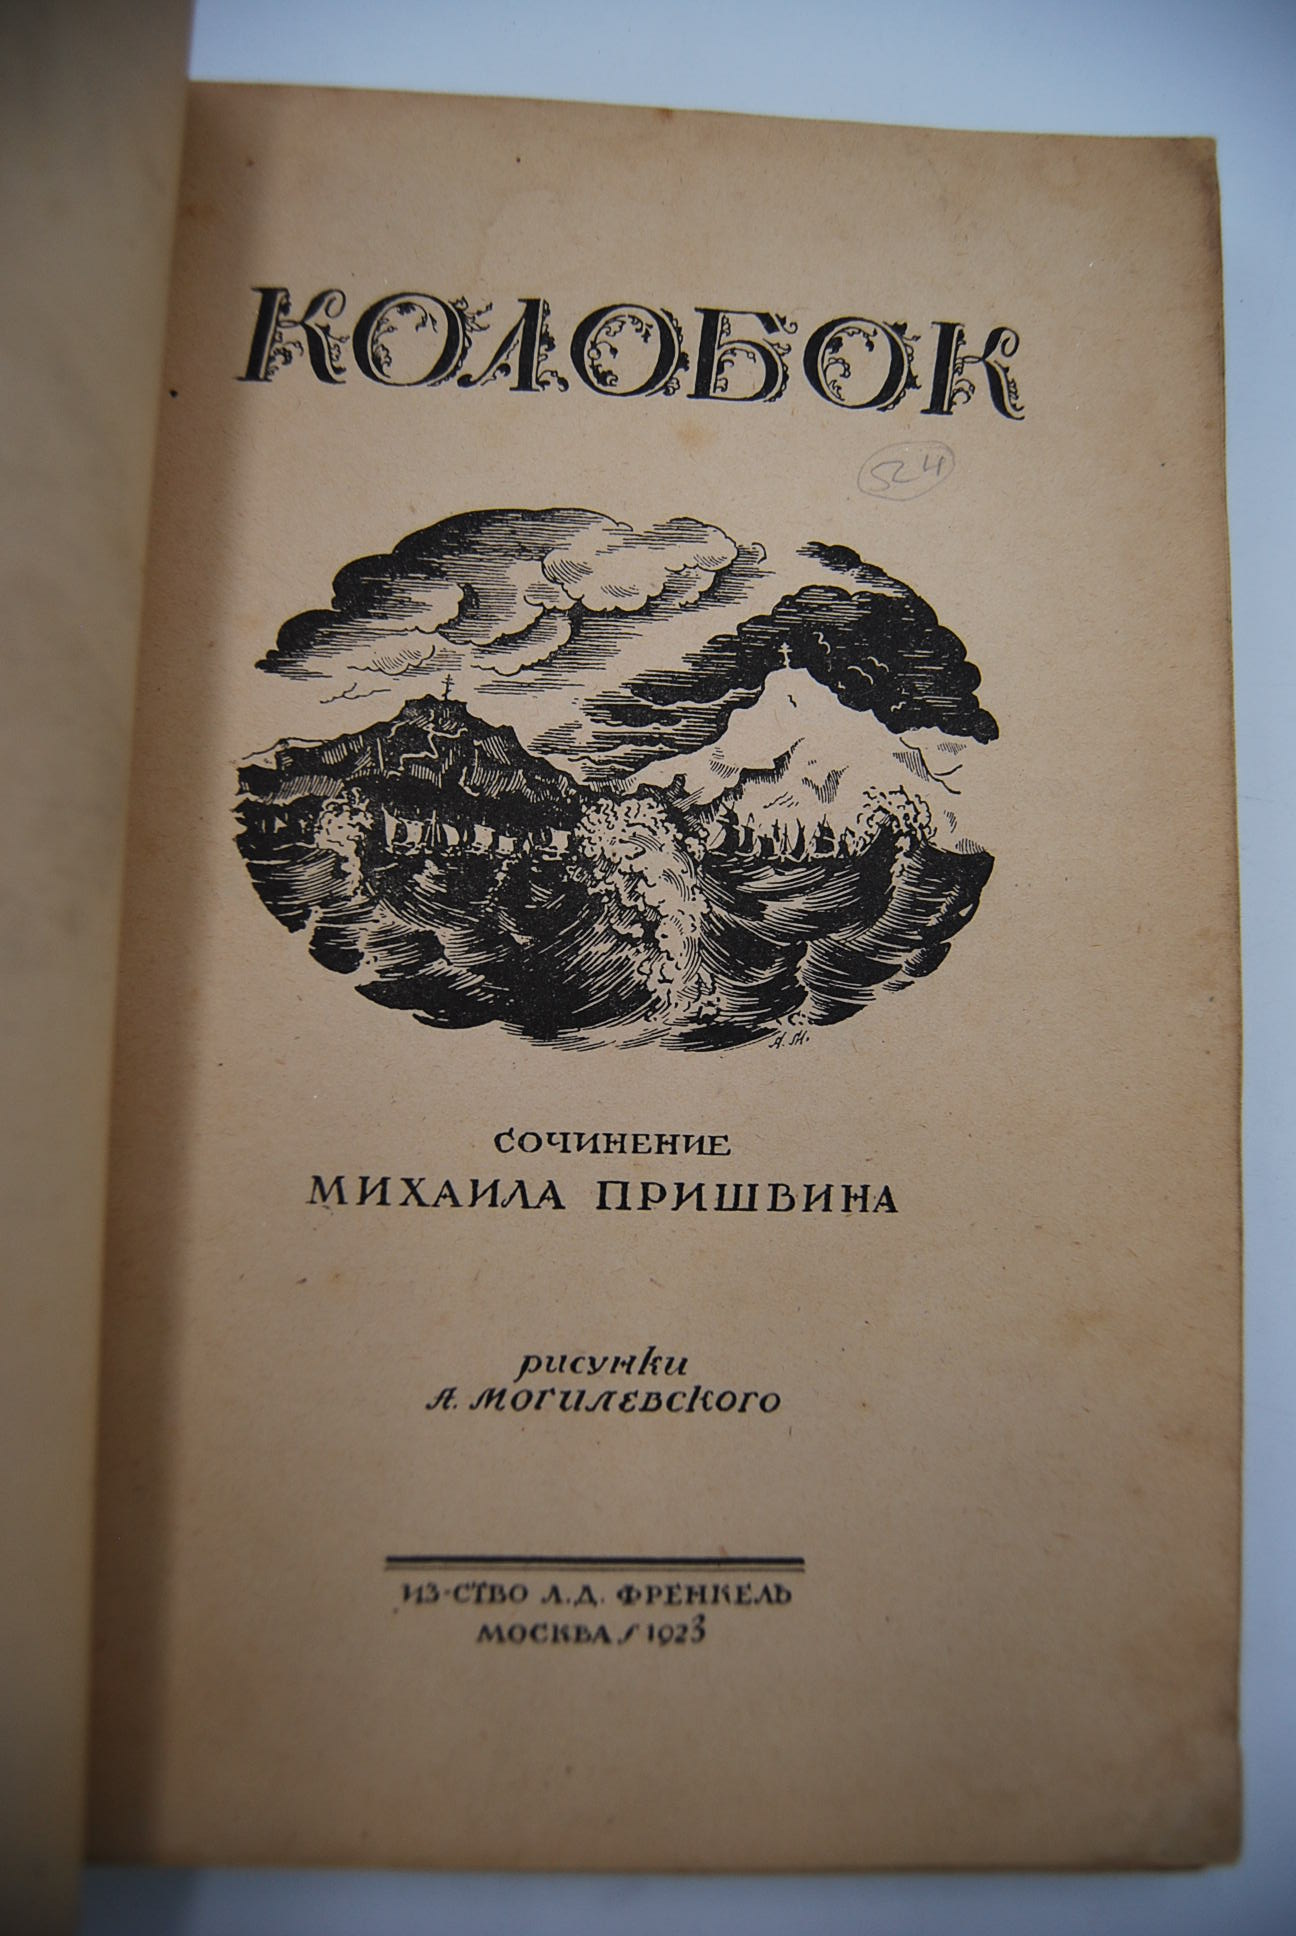 КОЛОБОК
524
А. М.
СОЧИНЕНИЕ
МИХАИЛА ПРИШВИНА
рисунки
А. Могилевского
ИЗ-СТВО Л.Д. ФРЕНКЕЛЬ
МОСКВА / 1923